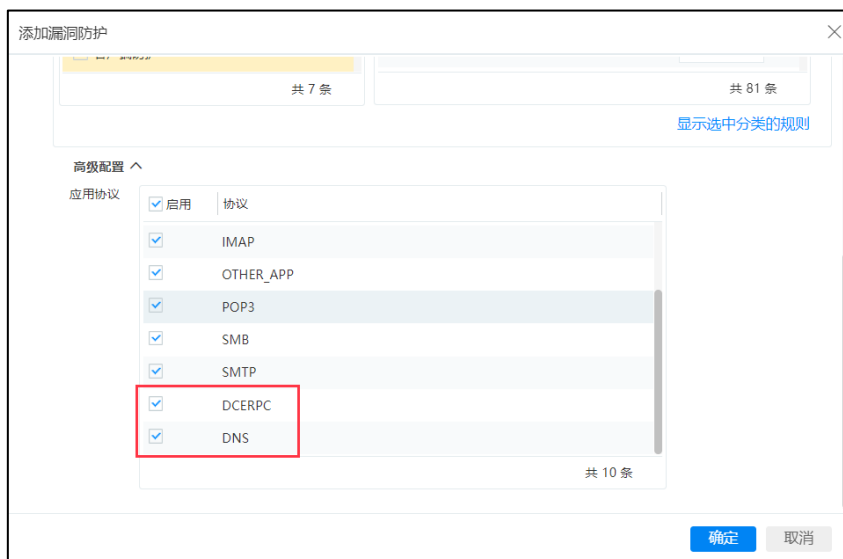 添加漏洞防护
共 7 条
共 81 条
显示选中分类的规则
高级配置
应用协议
启用 协议
IMAP
OTHER_APP
POP3
SMB
SMTP
DCERPC
DNS
共 10 条
确定 取消